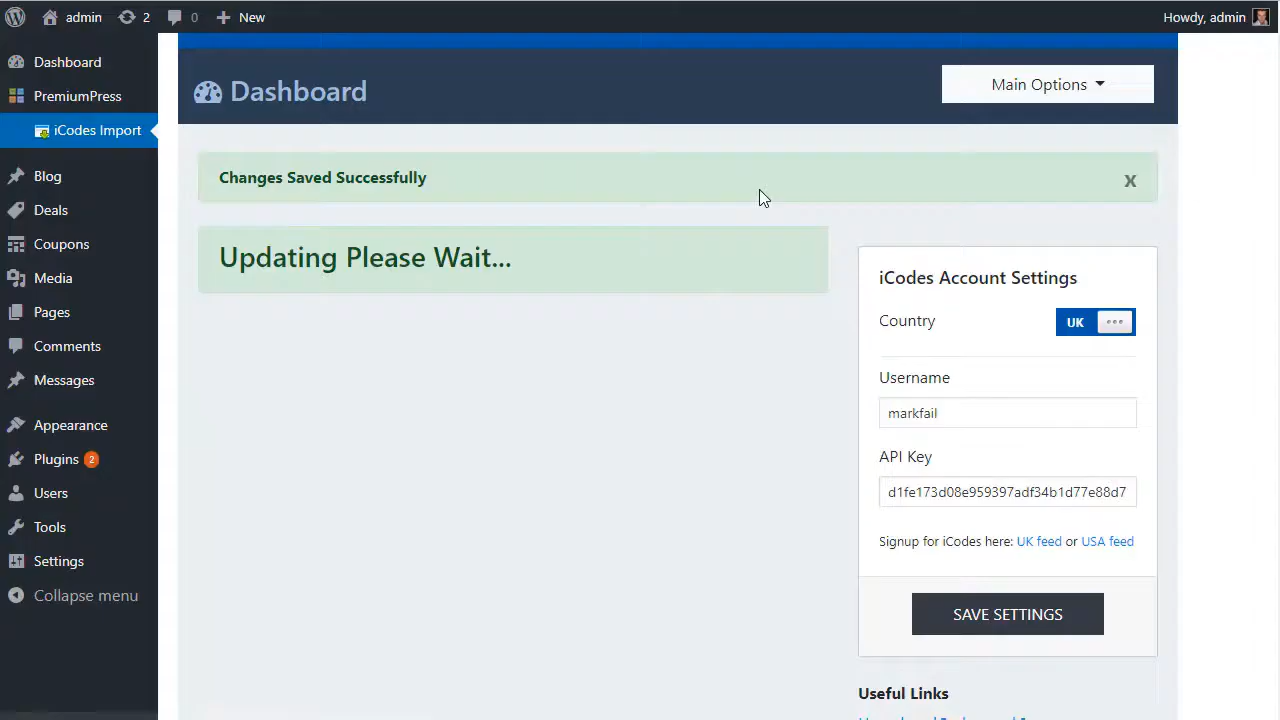 admin
2
0
New
Howdy, admin
Dashboard
PremiumPress
iCodes Import
Blog
Deals
Coupons
Media
Pages
Comments
Messages
Appearance
Plugins 2
Users
Tools
Settings
Collapse menu
Dashboard
Main Options
Changes Saved Successfully
x
Updating Please Wait...
iCodes Account Settings
Country
UK
Username
markfail
API Key
d1fe173d08e959397adf34b1d77e88d7
Signup for iCodes here: UK feed or USA feed
SAVE SETTINGS
Useful Links